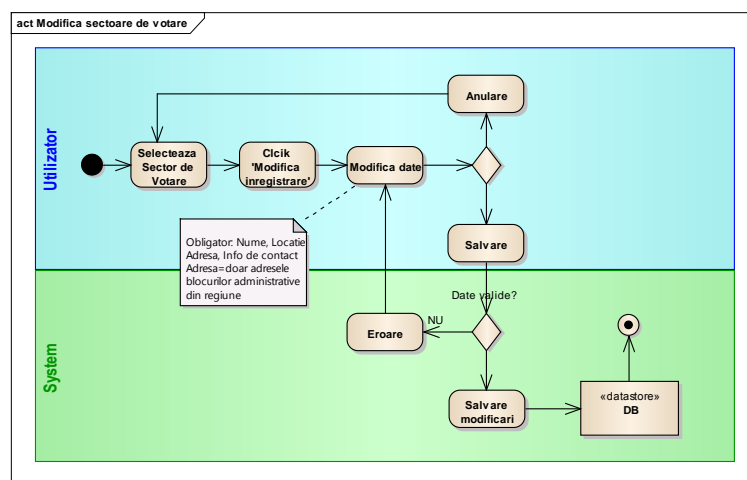 act Modifica sectoare de votare
Utilizator
Anulare
Selecteaza
Sector de
Votare
Clcik
'Modifica
inregistrare'
Modifica date
Obligator: Nume, Locatie
Adresa, Info de contact
Adresa=doar adresele
blocurilor administrative
din regiune
Salvare
System
Date valide?
NU
Eroare
Salvare
modificari
«datastore»
DB